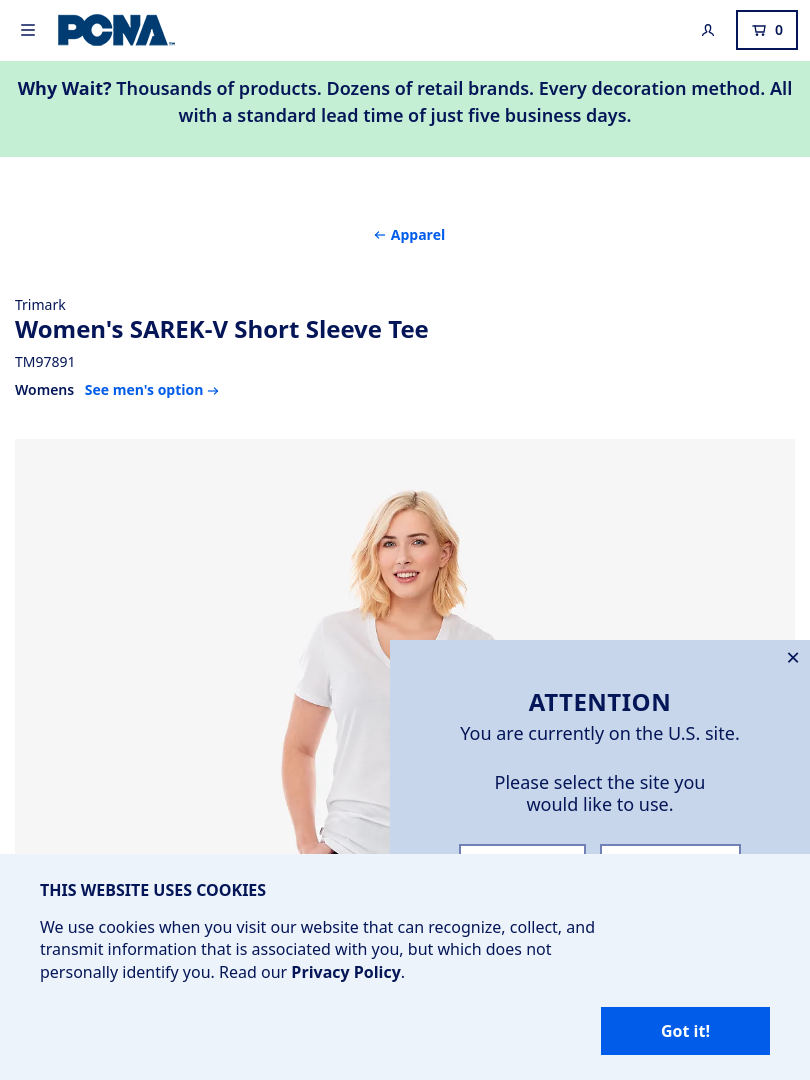 PCNA™
0
Why Wait? Thousands of products. Dozens of retail brands. Every decoration method. All
with a standard lead time of just five business days.
← Apparel
Trimark
Women's SAREK-V Short Sleeve Tee
TM97891
Womens See men's option →
ATTENTION
You are currently on the U.S. site.
Please select the site you
would like to use.
THIS WEBSITE USES COOKIES
We use cookies when you visit our website that can recognize, collect, and
transmit information that is associated with you, but which does not
personally identify you. Read our Privacy Policy.
Got it!